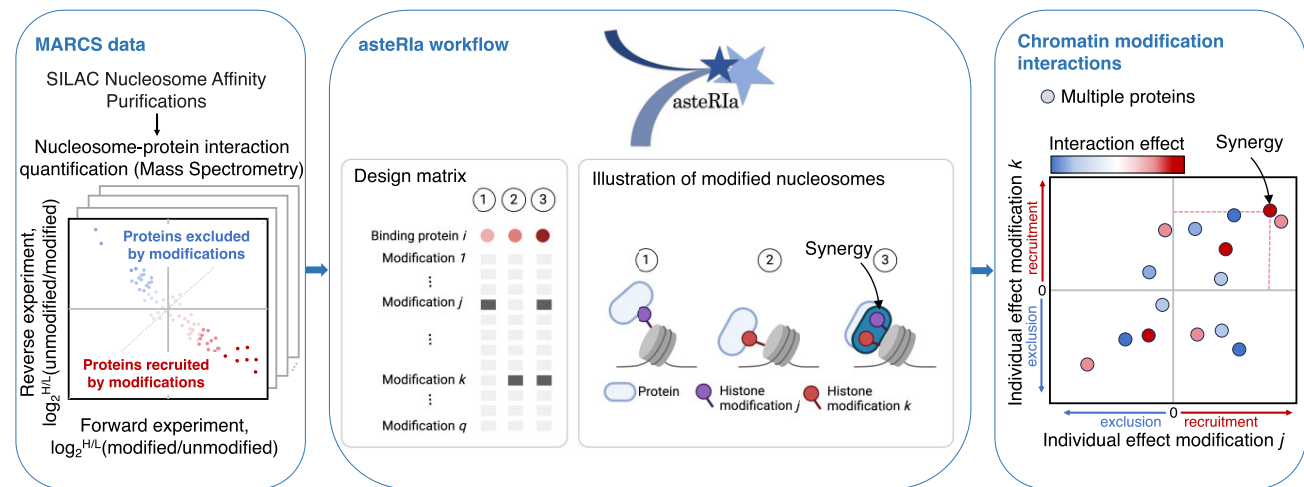 MARCS data
SILAC Nucleosome Affinity
Purifications
Nucleosome-protein interaction
quantification (Mass Spectrometry)
Reverse experiment,
log2H/L(unmodified/modified)
Proteins excluded
by modifications
Proteins recruited
by modifications
Forward experiment,
log2H/L(modified/unmodified)
asteRIa workflow
asteRIa
Design matrix
1 2 3
Binding protein i
Modification 1
⋮
Modification j
⋮
Modification k
⋮
Modification q
Illustration of modified nucleosomes
Synergy
1 2 3
Protein
Histone
modification j
Histone
modification k
Chromatin modification
interactions
Multiple proteins
Interaction effect
Synergy
Individual effect modification k
exclusion
0
recruitment
0
exclusion
recruitment
Individual effect modification j